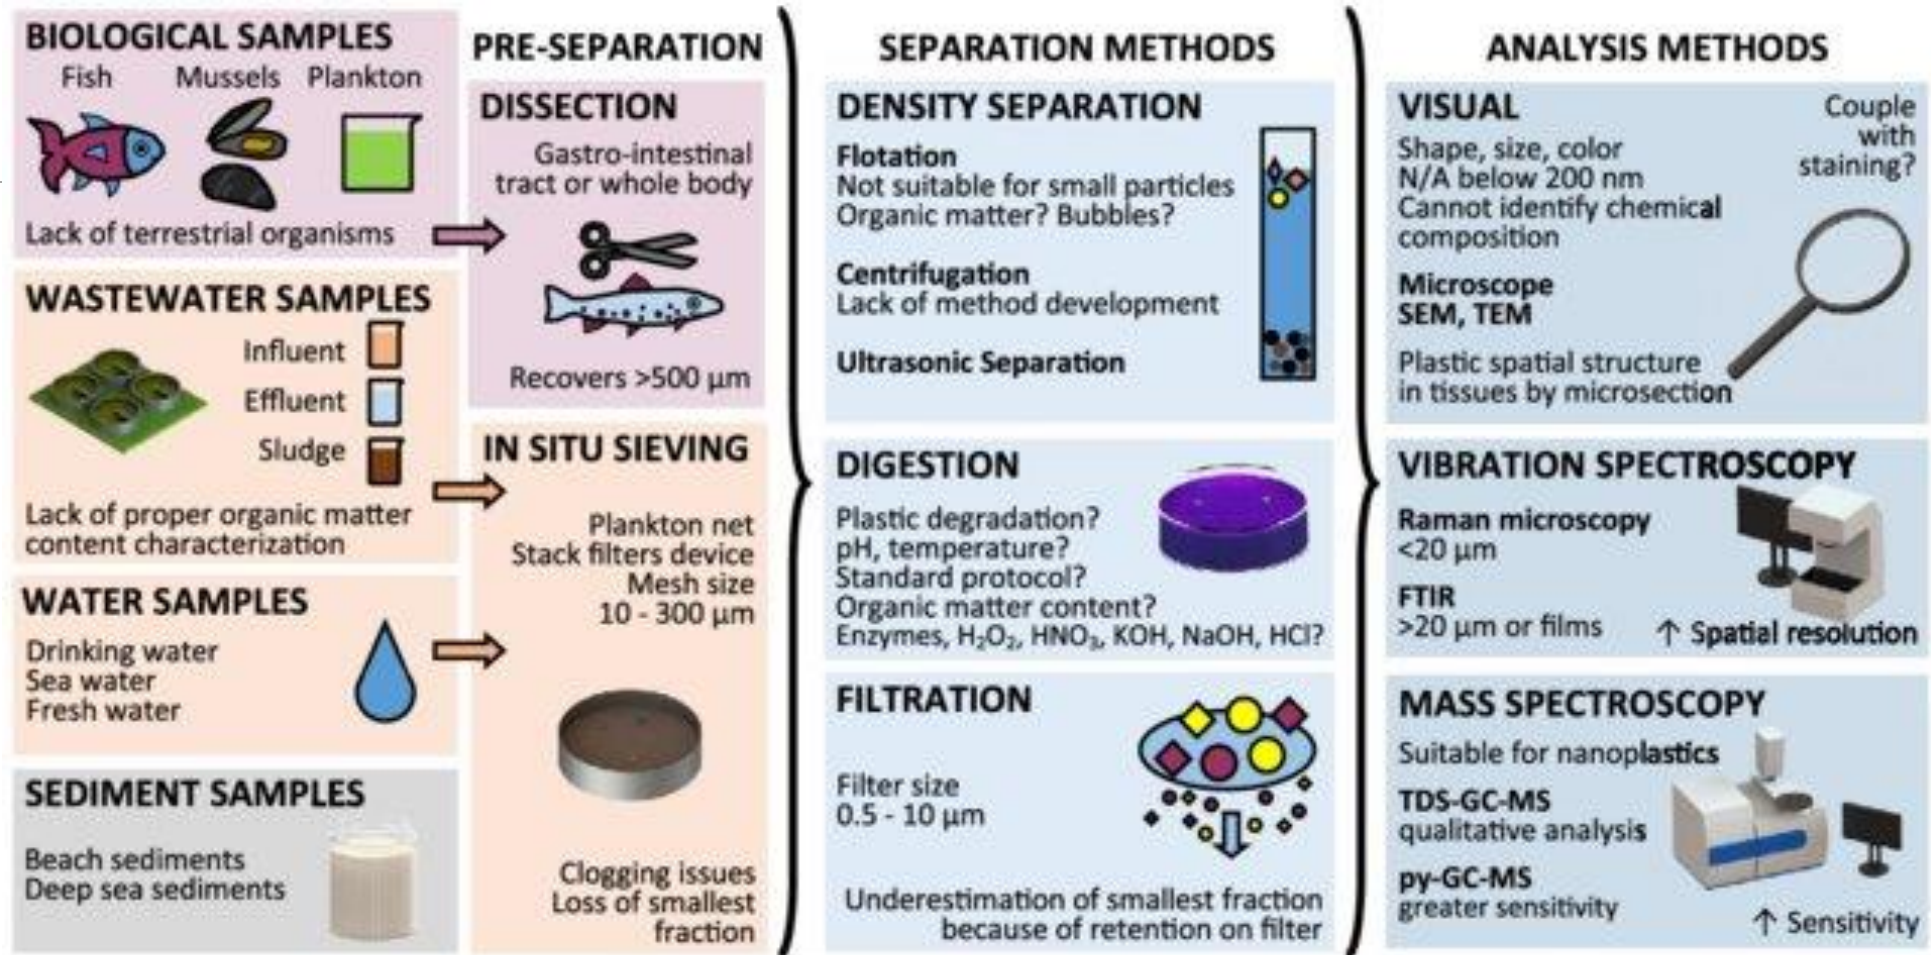 BIOLOGICAL SAMPLES
Fish Mussels Plankton
Lack of terrestrial organisms
WASTEWATER SAMPLES
Influent
Effluent
Sludge
Lack of proper organic matter
content characterization
WATER SAMPLES
Drinking water
Sea water
Fresh water
SEDIMENT SAMPLES
Beach sediments
Deep sea sediments
PRE-SEPARATION
DISSECTION
Gastro-intestinal
tract or whole body
Recovers >500 µm
IN SITU SIEVING
Plankton net
Stack filters device
Mesh size
10 - 300 µm
Clogging issues
Loss of smallest
fraction
SEPARATION METHODS
DENSITY SEPARATION
Flotation
Not suitable for small particles
Organic matter? Bubbles?
Centrifugation
Lack of method development
Ultrasonic Separation
DIGESTION
Plastic degradation?
pH, temperature?
Standard protocol?
Organic matter content?
Enzymes, H₂O₂, HNO₃, KOH, NaOH, HCl?
FILTRATION
Filter size
0.5 - 10 µm
Underestimation of smallest fraction
because of retention on filter
ANALYSIS METHODS
VISUAL
Shape, size, color
N/A below 200 nm
Cannot identify chemical
composition
Couple
with
staining?
Microscope
SEM, TEM
Plastic spatial structure
in tissues by microsection
VIBRATION SPECTROSCOPY
Raman microscopy
<20 µm
FTIR
>20 µm or films
↑ Spatial resolution
MASS SPECTROSCOPY
Suitable for nanoplastics
TDS-GC-MS
qualitative analysis
py-GC-MS
greater sensitivity
↑ Sensitivity